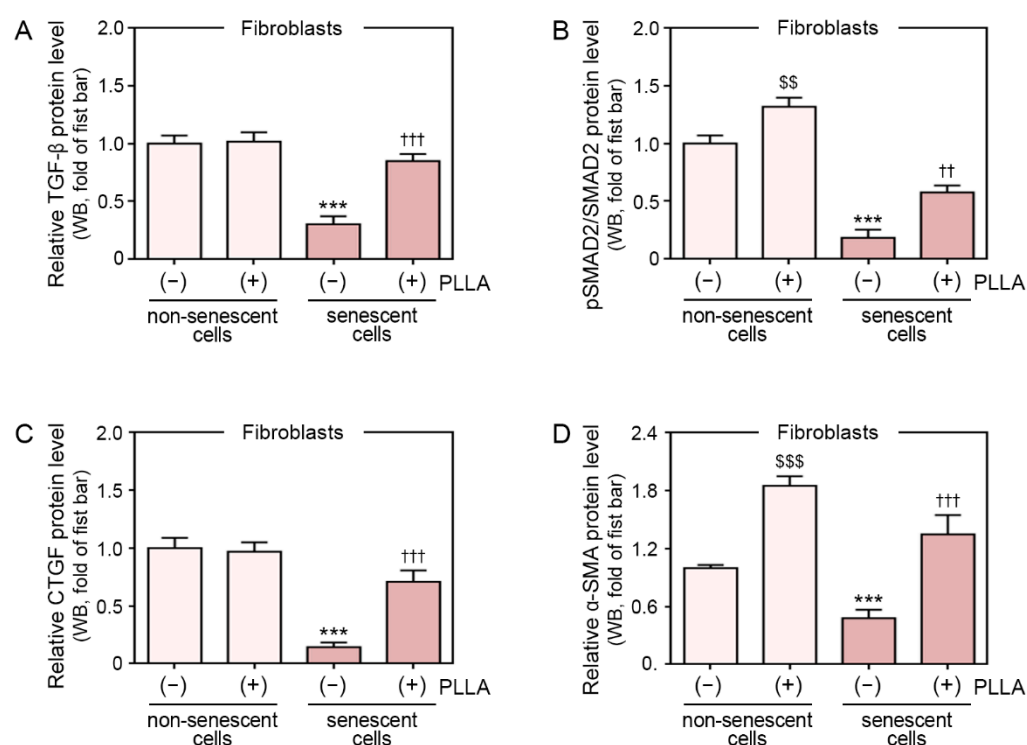 A
Fibroblasts
Relative TGF-β protein level
(WB, fold of fist bar)
2.0
1.5
1.0
0.5
0
***
†††
(−) (+) (−) (+) PLLA
non-senescent senescent
cells cells
B
Fibroblasts
pSMAD2/SMAD2 protein level
(WB, fold of fist bar)
2.0
1.5
1.0
0.5
0
$$
***
††
(−) (+) (−) (+) PLLA
non-senescent senescent
cells cells
C
Fibroblasts
Relative CTGF protein level
(WB, fold of fist bar)
2.0
1.5
1.0
0.5
0
***
†††
(−) (+) (−) (+) PLLA
non-senescent senescent
cells cells
D
Fibroblasts
Relative α-SMA protein level
(WB, fold of fist bar)
2.4
1.8
1.2
0.6
0.
$$$
***
†††
(−) (+) (−) (+) PLLA
non-senescent senescent
cells cells